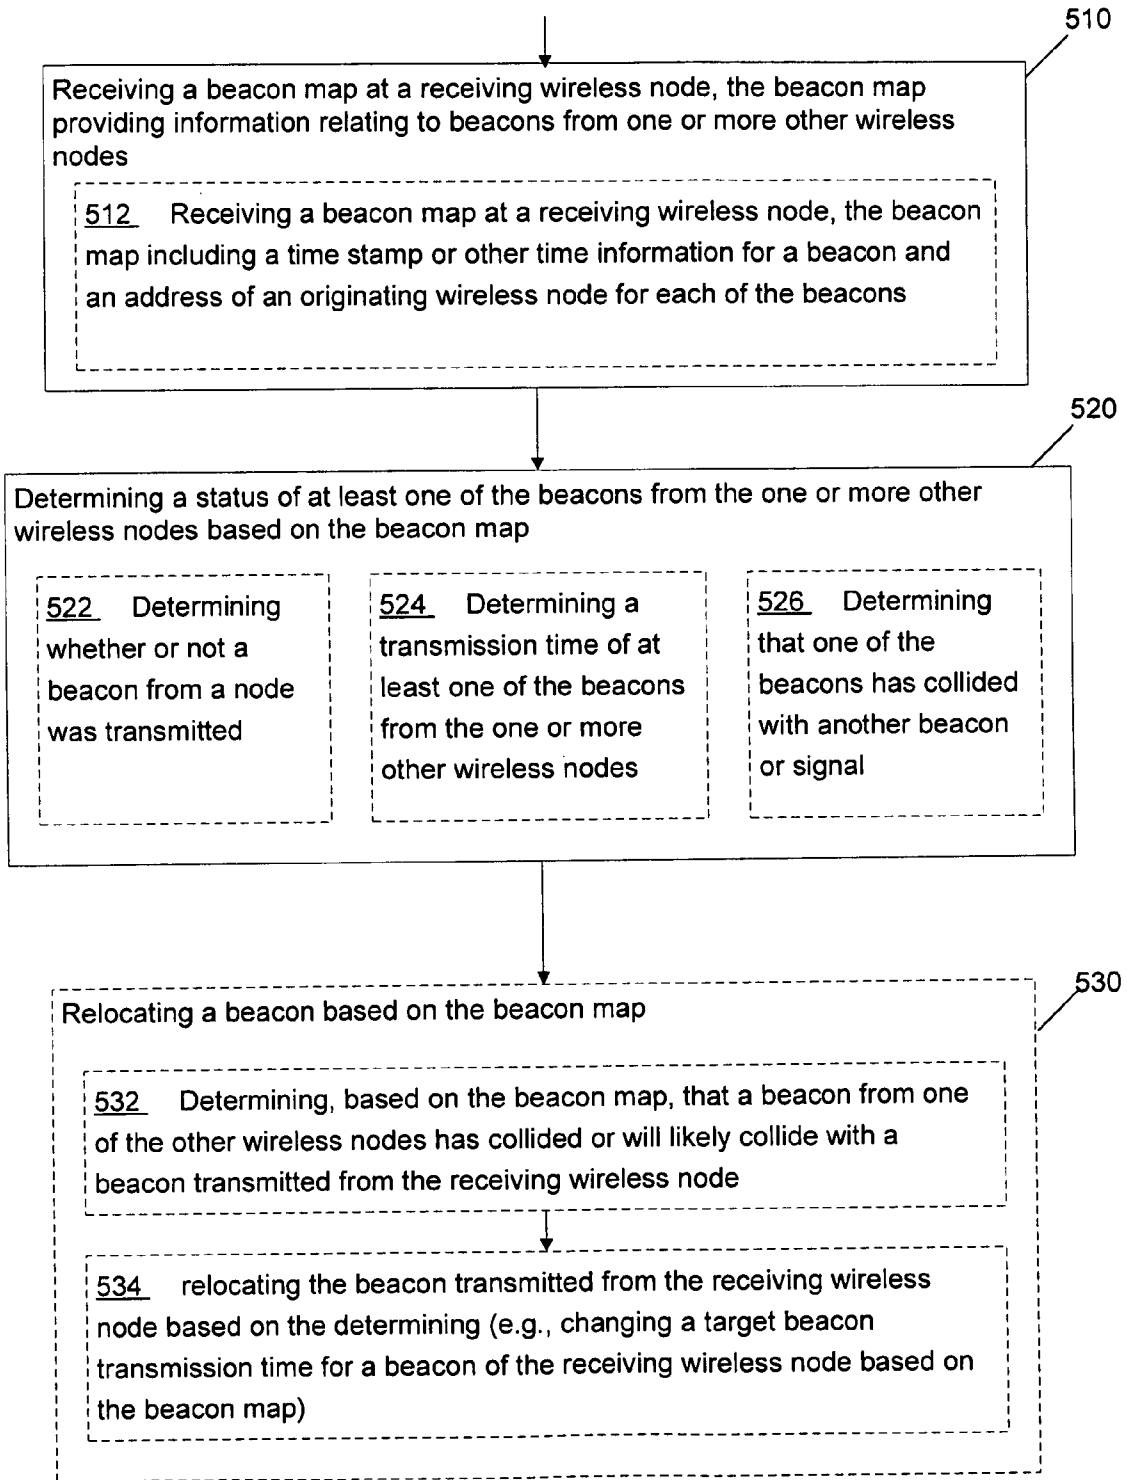 510
Receiving a beacon map at a receiving wireless node, the beacon map
providing information relating to beacons from one or more other wireless
nodes
512 Receiving a beacon map at a receiving wireless node, the beacon
map including a time stamp or other time information for a beacon and
an address of an originating wireless node for each of the beacons
520
Determining a status of at least one of the beacons from the one or more other
wireless nodes based on the beacon map
522 Determining
whether or not a
beacon from a node
was transmitted
524 Determining a
transmission time of at
least one of the beacons
from the one or more
other wireless nodes
526 Determining
that one of the
beacons has collided
with another beacon
or signal
530
Relocating a beacon based on the beacon map
532 Determining, based on the beacon map, that a beacon from one
of the other wireless nodes has collided or will likely collide with a
beacon transmitted from the receiving wireless node
534 relocating the beacon transmitted from the receiving wireless
node based on the determining (e.g., changing a target beacon
transmission time for a beacon of the receiving wireless node based on
the beacon map)